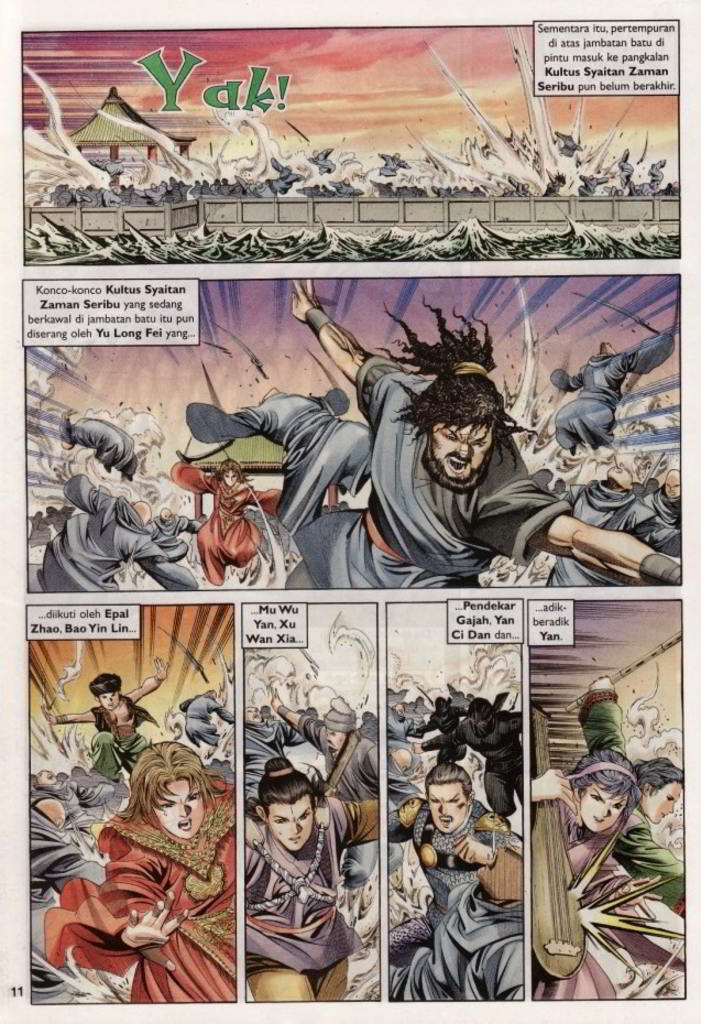 Yak!
Sementara itu, pertempuran
di atas jambatan batu di
pintu masuk ke pangkalan
Kultus Syaitan Zaman
Seribu pun belum berakhir.
Konco-konco Kultus Syaitan
Zaman Seribu yang sedang
berkawal di jambatan batu itu pun
diserang oleh Yu Long Fei yang...
...diikuti oleh Epal
Zhao, Bao Yin Lin...
...Mu Wu
Yan, Xu
Wan Xia...
...Pendekar
Gajah, Yan
Ci Dan dan...
...adik-
beradik
Yan.
11